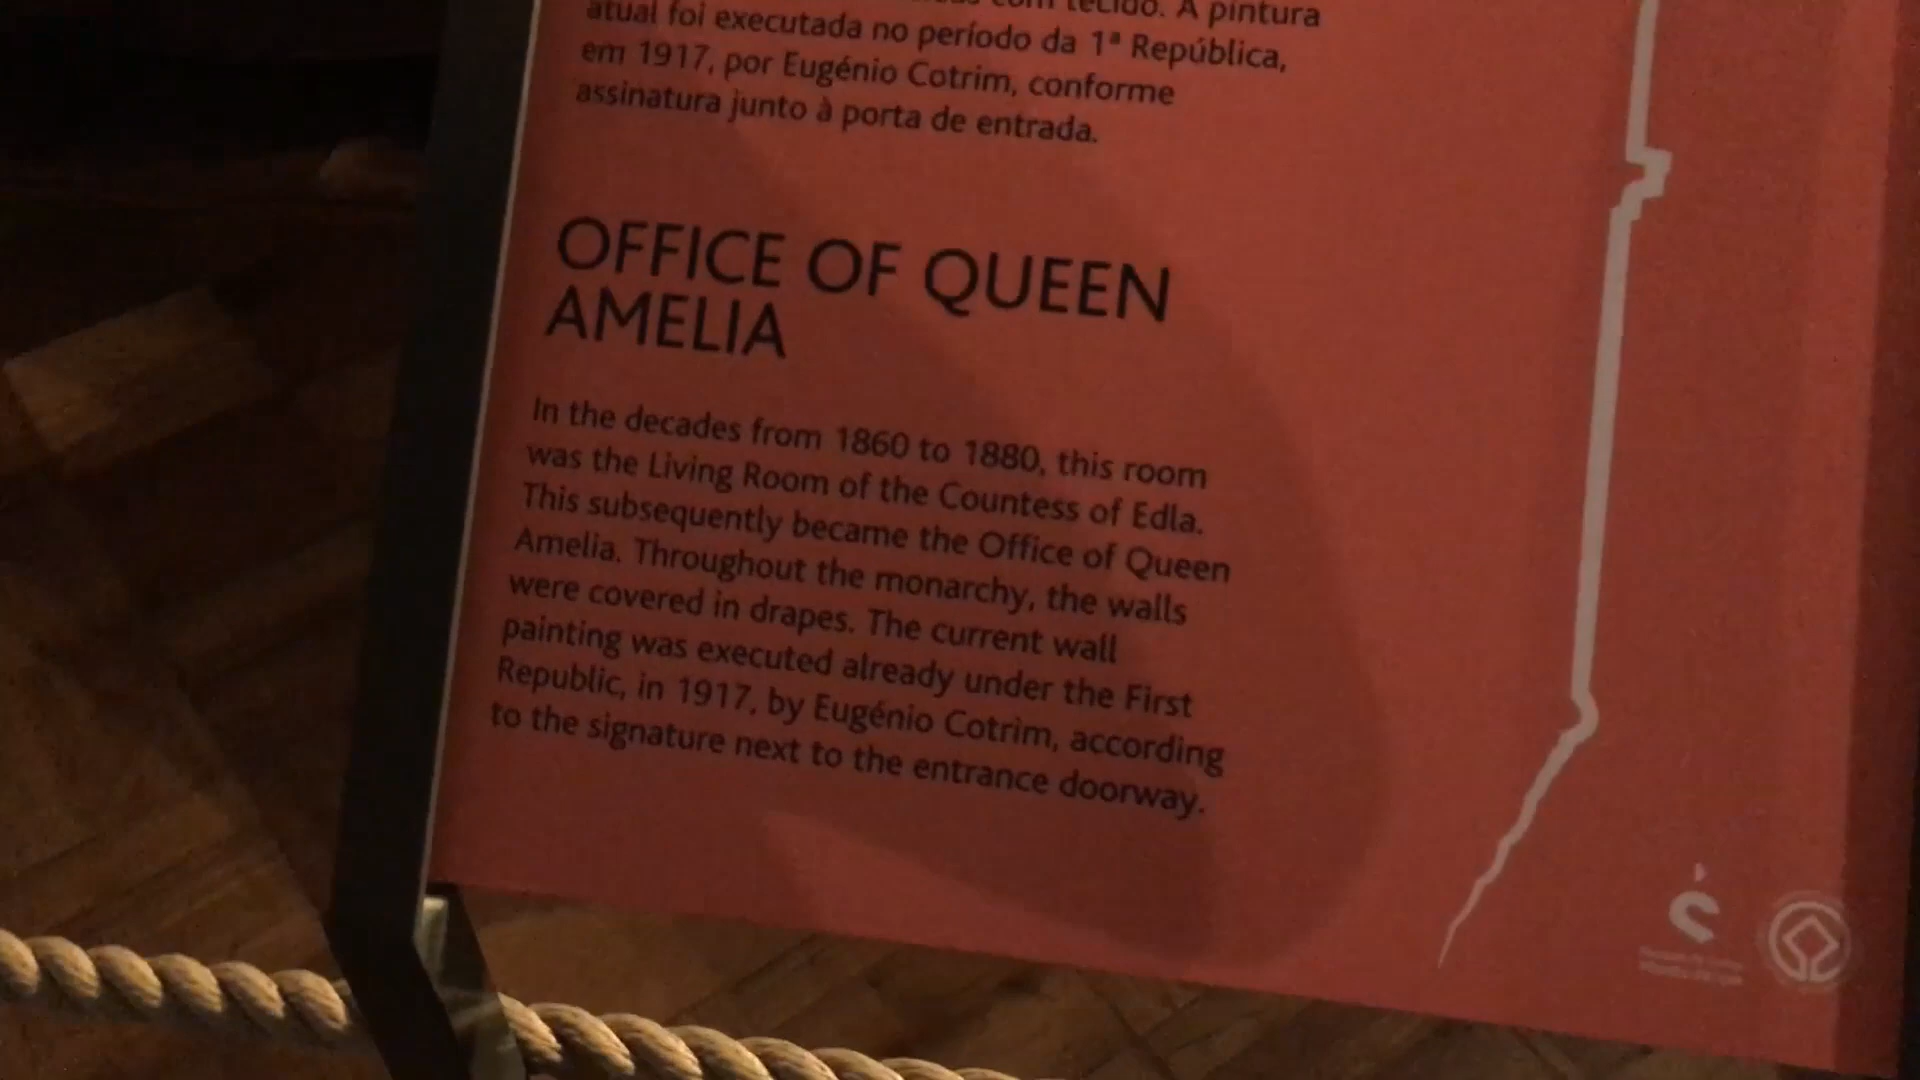 com tecido. A pintura
atual foi executada no período da 1ª República,
em 1917, por Eugénio Cotrim, conforme
assinatura junto à porta de entrada.
OFFICE OF QUEEN
AMELIA
In the decades from 1860 to 1880, this room
was the Living Room of the Countess of Edla.
This subsequently became the Office of Queen
Amelia. Throughout the monarchy, the walls
were covered in drapes. The current wall
painting was executed already under the First
Republic, in 1917, by Eugénio Cotrim, according
to the signature next to the entrance doorway.